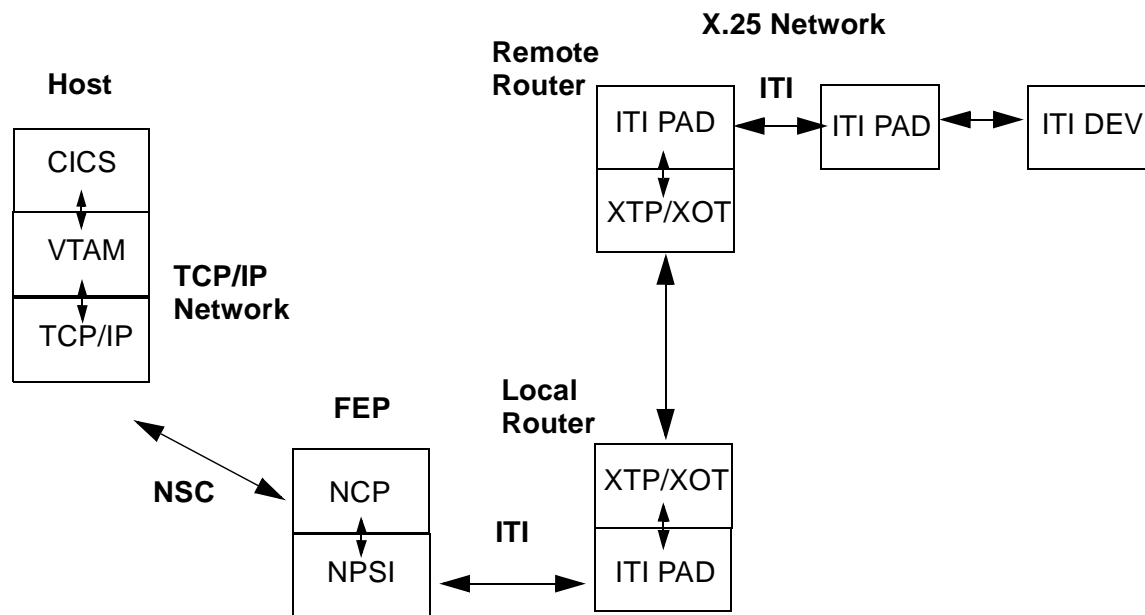 X.25 Network
Remote
Router
ITI
Host
ITI PAD
ITI PAD
ITI DEV
CICS
XTP/XOT
VTAM
TCP/IP
Network
TCP/IP
Local
Router
FEP
XTP/XOT
NSC
NCP
ITI
NPSI
ITI PAD